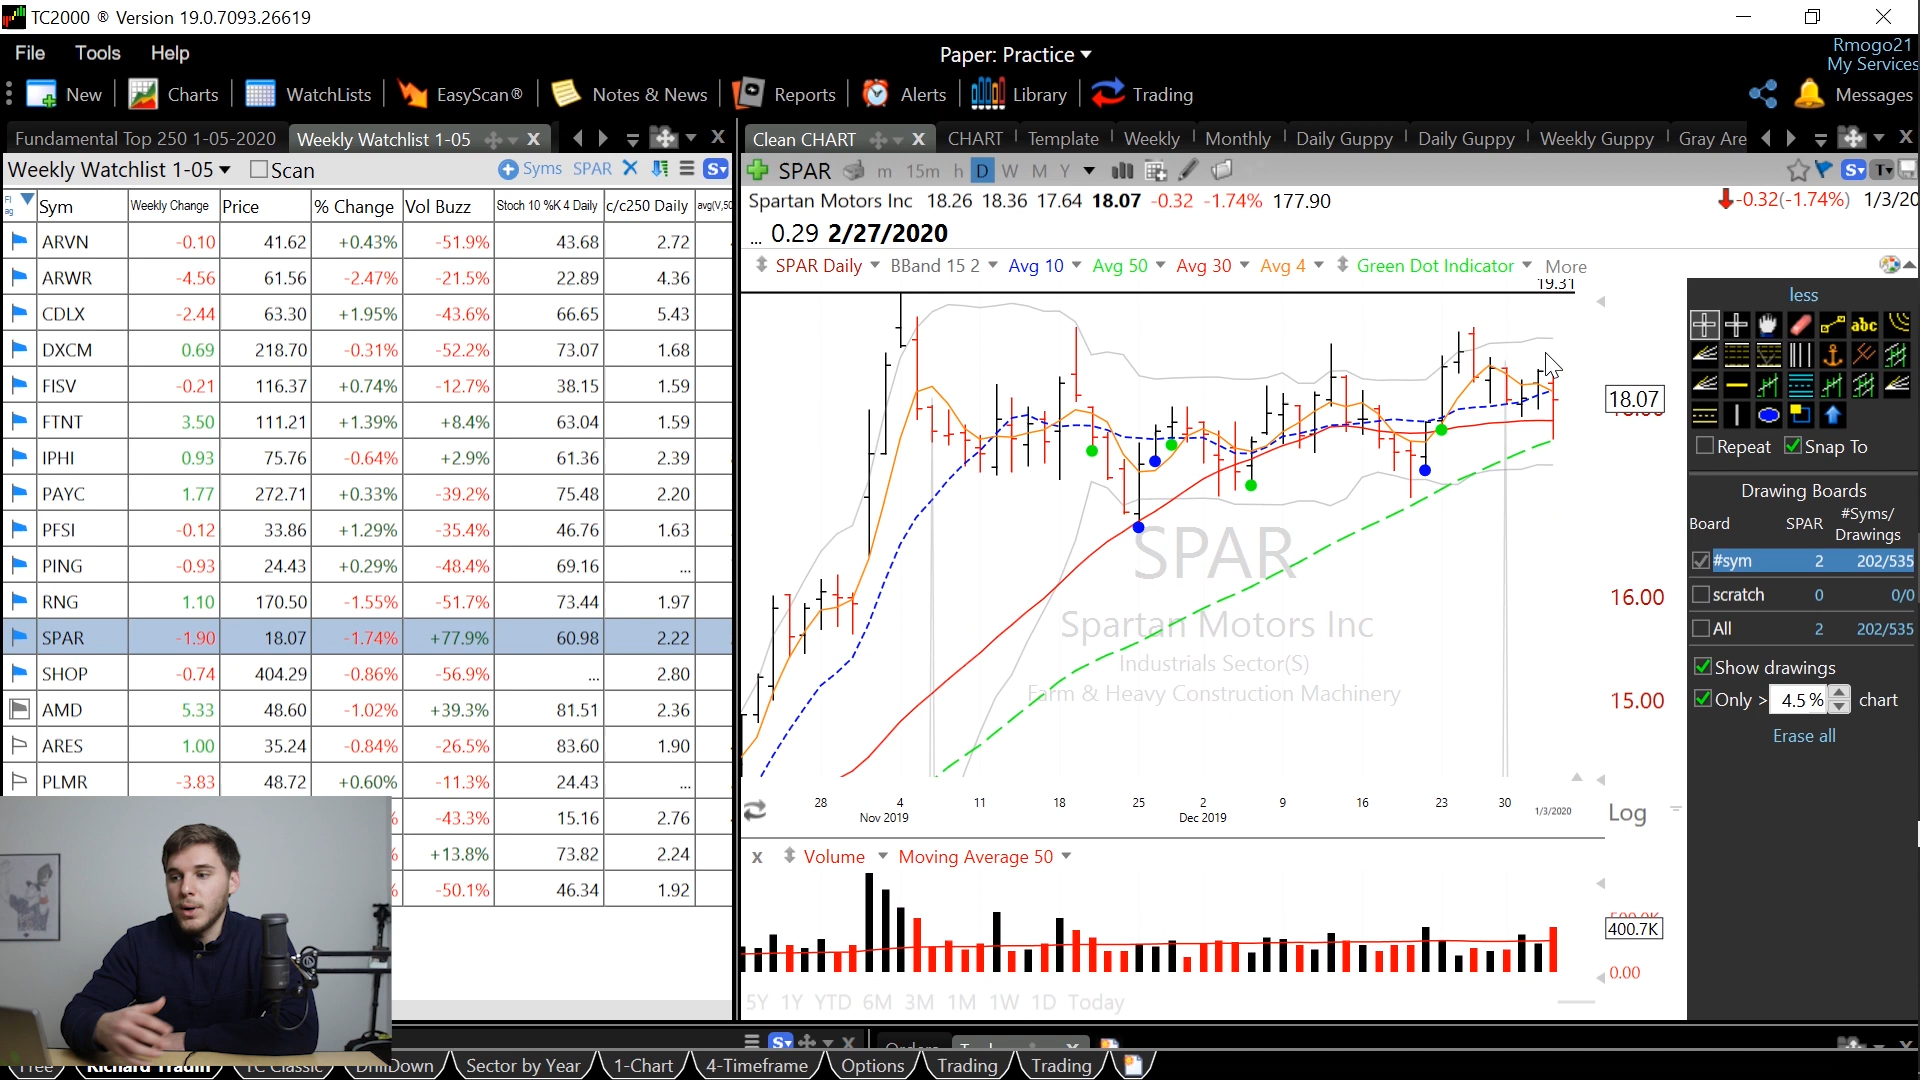 TC2000 ® Version 19.0.7093.26619
File Tools Help
Paper: Practice
Rmogo21
My Services
New Charts WatchLists EasyScan® Notes & News Reports Alerts Library Trading Messages
Fundamental Top 250 1-05-2020 Weekly Watchlist 1-05 X
Clean CHART X CHART Template Weekly Monthly Daily Guppy Daily Guppy Weekly Guppy Gray Are
Weekly Watchlist 1-05 Scan Syms SPAR
SPAR m 15m h D W M Y
Flag Sym Weekly Change Price % Change Vol Buzz Stoch 10 %K 4 Daily c/c250 Daily avg(V,50
Spartan Motors Inc 18.26 18.36 17.64 18.07 -0.32 -1.74% 177.90
-0.32(-1.74%) 1/3/20
... 0.29 2/27/2020
SPAR Daily BBand 15 2 Avg 10 Avg 50 Avg 30 Avg 4 Green Dot Indicator More
19.31
ARVN -0.10 41.62 +0.43% -51.9% 43.68 2.72
ARWR -4.56 61.56 -2.47% -21.5% 22.89 4.36
CDLX -2.44 63.30 +1.95% -43.6% 66.65 5.43
DXCM 0.69 218.70 -0.31% -52.2% 73.07 1.68
FISV -0.21 116.37 +0.74% -12.7% 38.15 1.59
FTNT 3.50 111.21 +1.39% +8.4% 63.04 1.59
IPHI 0.93 75.76 -0.64% +2.9% 61.36 2.39
PAYC 1.77 272.71 +0.33% -39.2% 75.48 2.20
PFSI -0.12 33.86 +1.29% -35.4% 46.76 1.63
PING -0.93 24.43 +0.29% -48.4% 69.16 ...
RNG 1.10 170.50 -1.55% -51.7% 73.44 1.97
SPAR -1.90 18.07 -1.74% +77.9% 60.98 2.22
SHOP -0.74 404.29 -0.86% -56.9% ... 2.80
AMD 5.33 48.60 -1.02% +39.3% 81.51 2.36
ARES 1.00 35.24 -0.84% -26.5% 83.60 1.90
PLMR -3.83 48.72 +0.60% -11.3% 24.43 ...
% -43.3% 15.16 2.76
% +13.8% 73.82 2.24
% -50.1% 46.34 1.92
18.07
16.00
15.00
SPAR
Spartan Motors Inc
Industrials Sector(S)
Farm & Heavy Construction Machinery
28 4 11 18 25 2 9 16 23 30 1/3/2020
Nov 2019 Dec 2019
Log
x Volume Moving Average 50
400.7K
0.00
5Y 1Y YTD 6M 3M 1M 1W 1D Today
less
abc
Repeat Snap To
Drawing Boards
Board SPAR #Syms/
Drawings
#sym 2 202/535
scratch 0 0/0
All 2 202/535
Show drawings
Only > 4.5% chart
Erase all
Free Richard Tradin TC Classic DrillDown Sector by Year 1-Chart 4-Timeframe Options Trading Trading